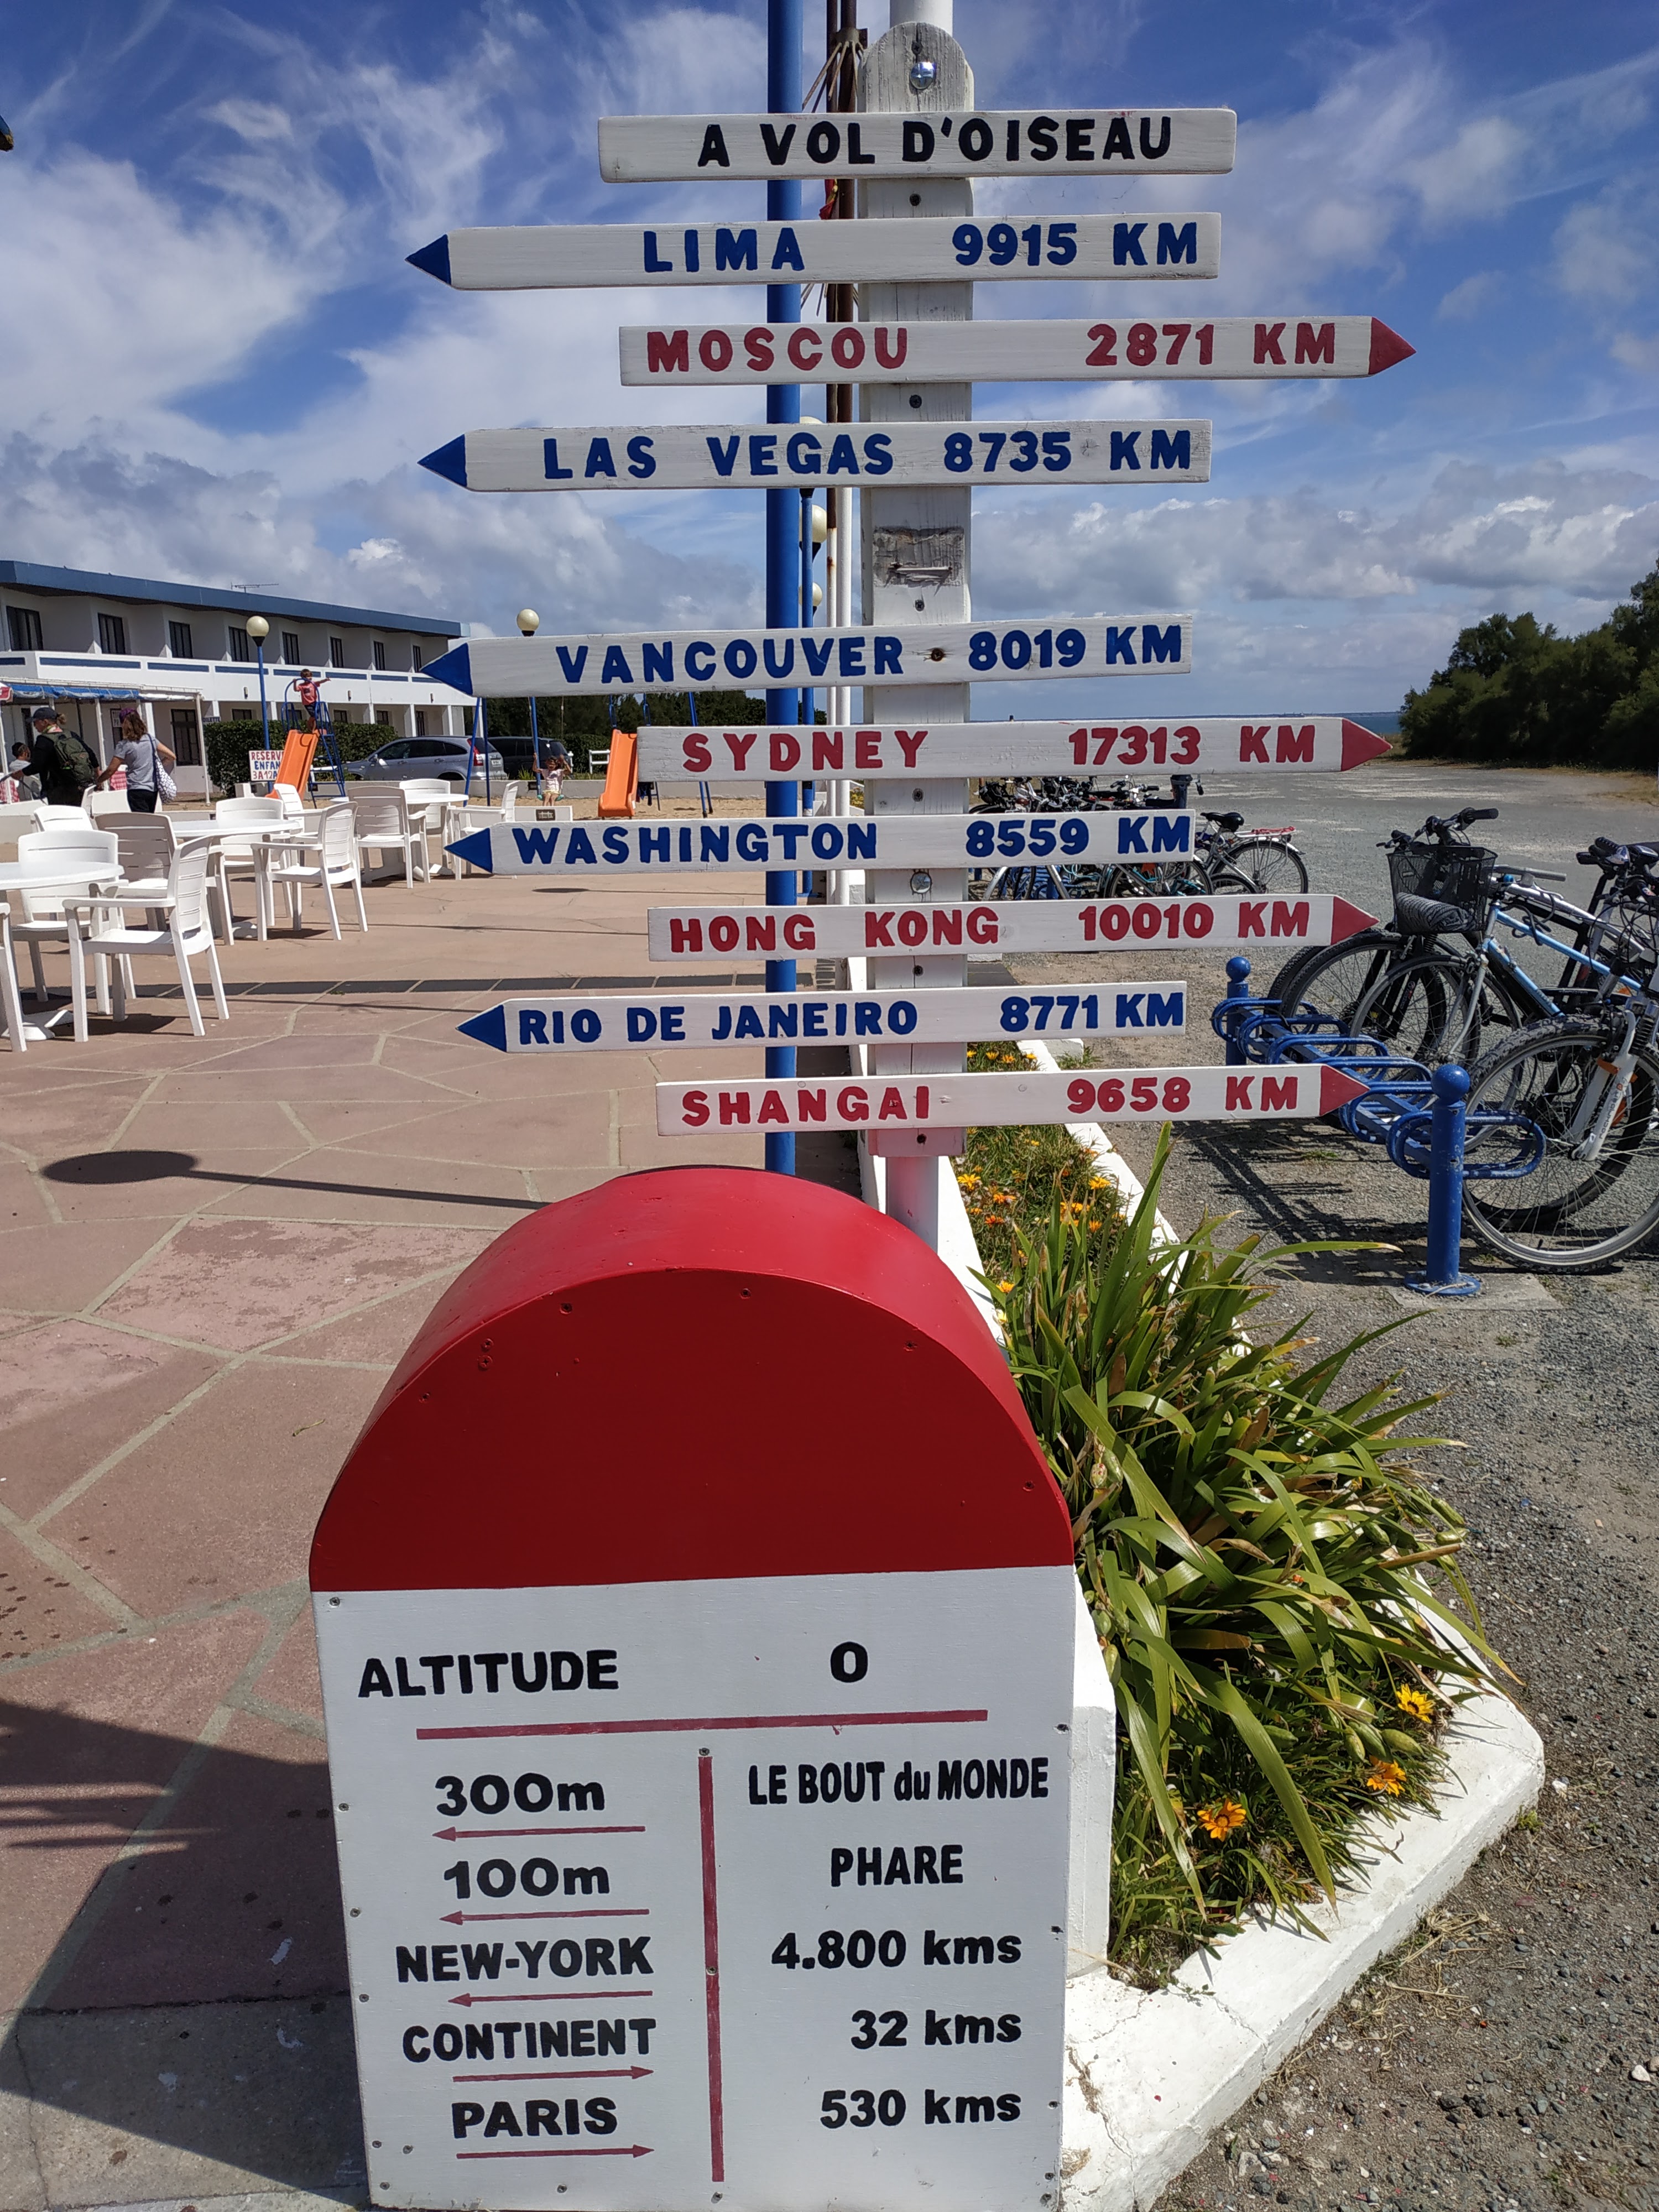 A VOL D'OISEAU
LIMA 9915 KM
MOSCOU 2871 KM
LAS VEGAS 8735 KM
VANCOUVER 8019 KM
SYDNEY 17313 KM
WASHINGTON 8559 KM
HONG KONG 10010 KM
RIO DE JANEIRO 8771 KM
SHANGAI 9658 KM
ALTITUDE 0
300m LE BOUT du MONDE
100m PHARE
NEW-YORK 4.800 kms
CONTINENT 32 kms
PARIS 530 kms